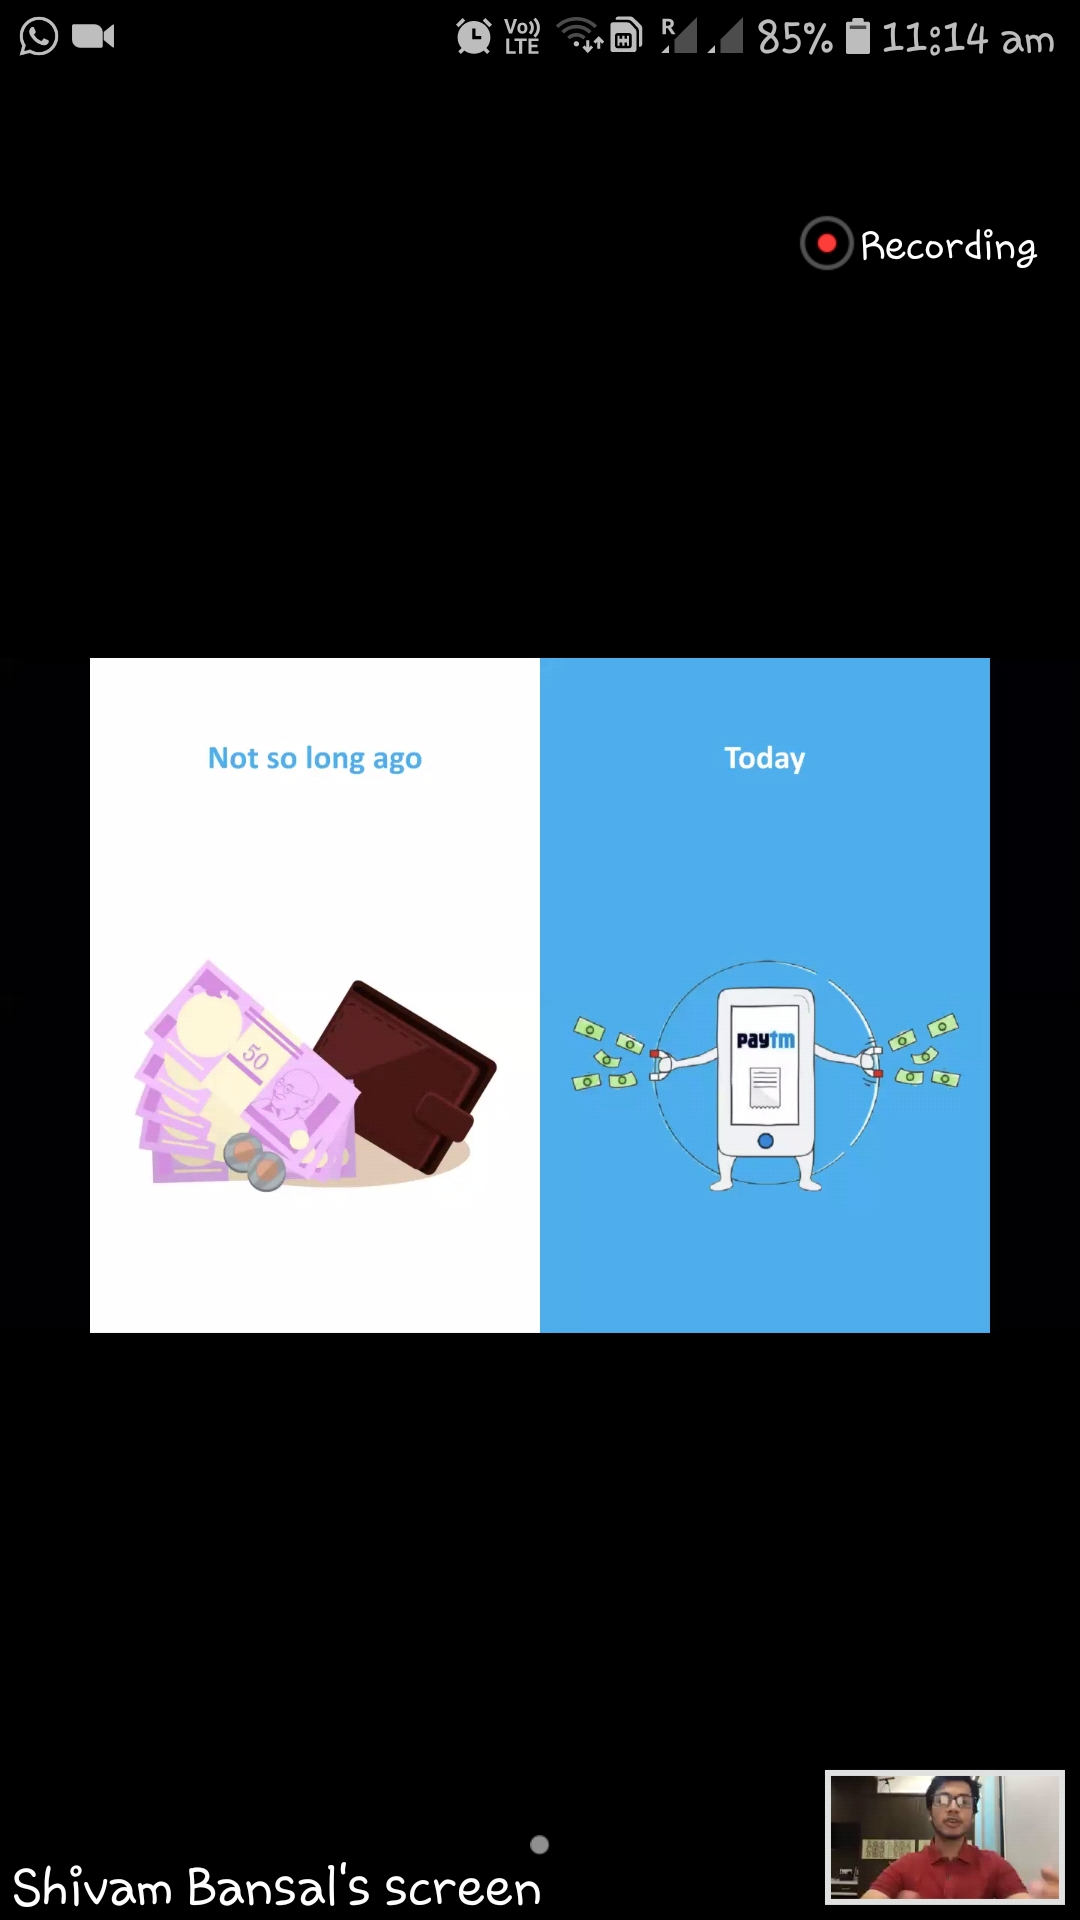 Vo)) LTE R 85% 11:14 am
Recording
Not so long ago
Today
50
paytm
Shivam Bansal's screen